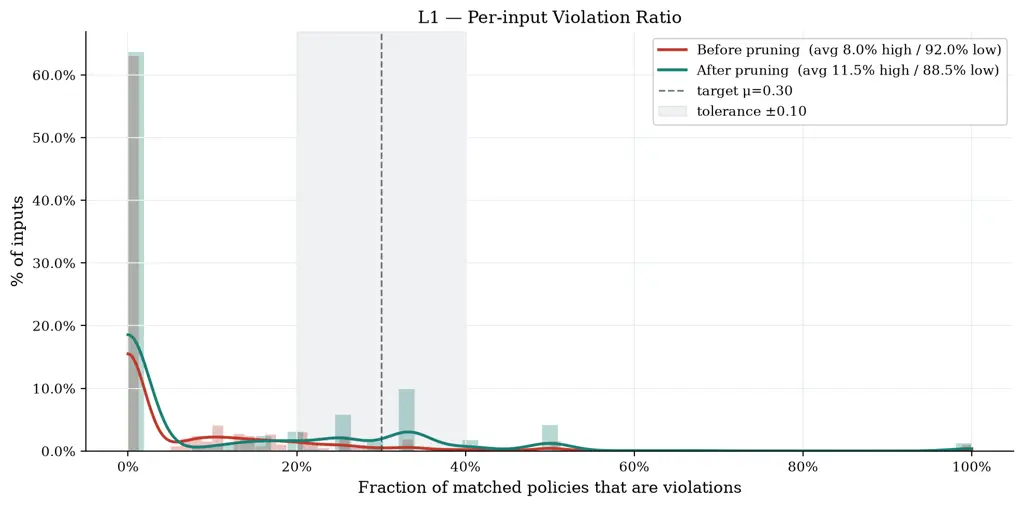 L1 — Per-input Violation Ratio
Before pruning (avg 8.0% high / 92.0% low)
After pruning (avg 11.5% high / 88.5% low)
target μ=0.30
tolerance ±0.10
% of inputs
60.0%
50.0%
40.0%
30.0%
20.0%
10.0%
0.0%
0% 20% 40% 60% 80% 100%
Fraction of matched policies that are violations